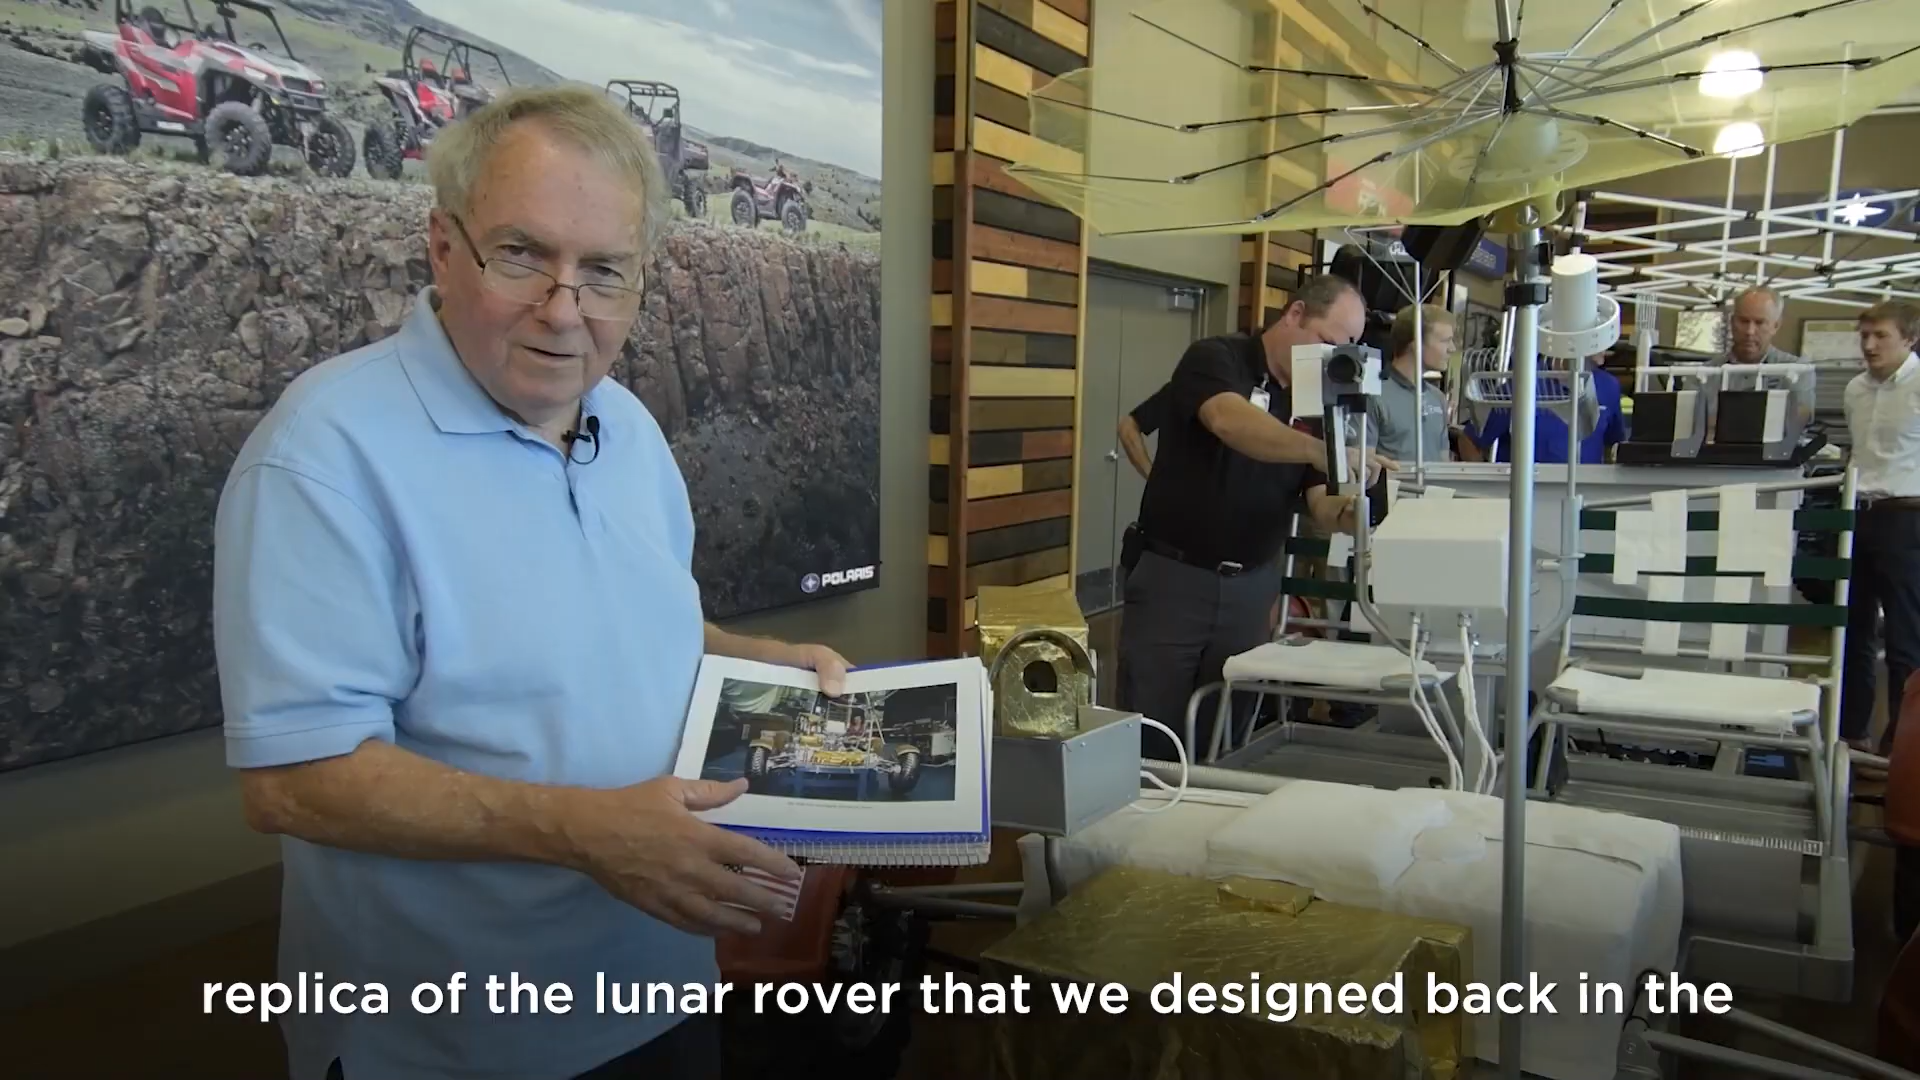 POLARIS
replica of the lunar rover that we designed back in the